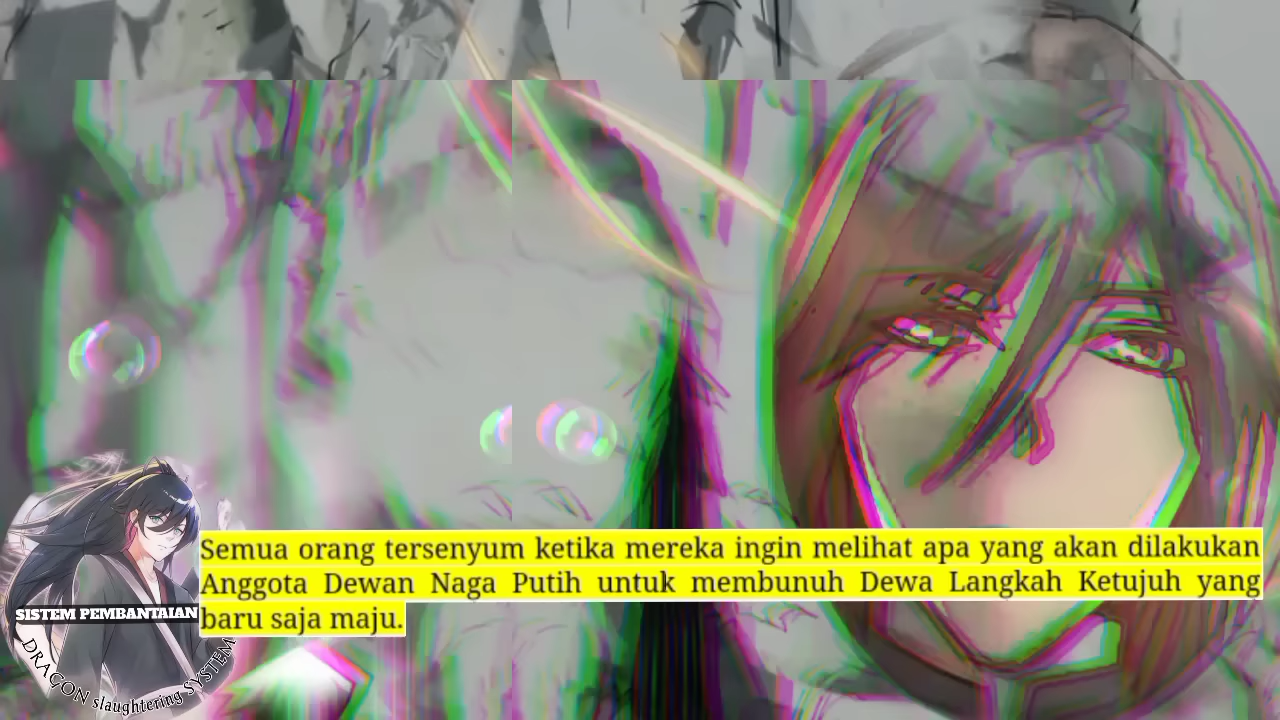 Semua orang tersenyum ketika mereka ingin melihat apa yang akan dilakukan
Anggota Dewan Naga Putih untuk membunuh Dewa Langkah Ketujuh yang
baru saja maju.
SISTEM PEMBANTAIAN
DRAGON slaughtering SYSTEM